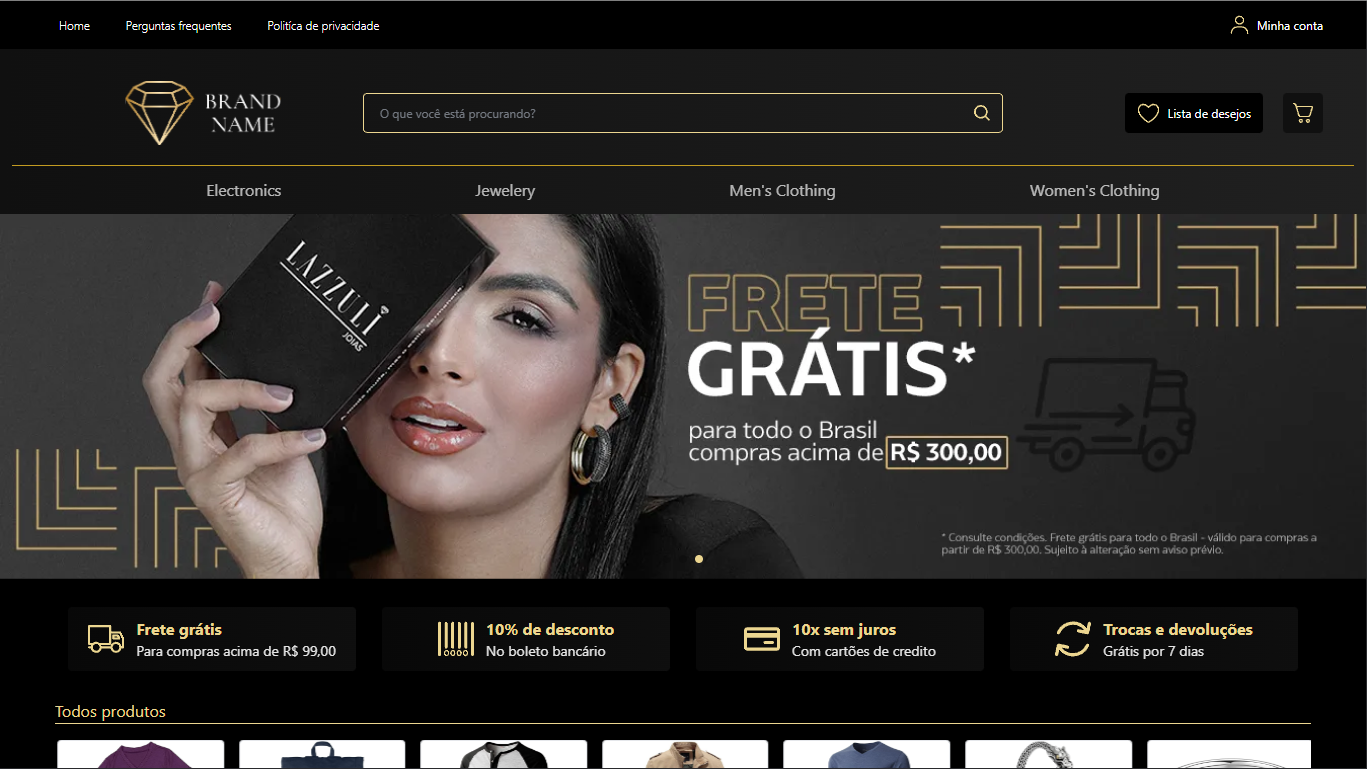 Home
Perguntas frequentes
Politíca de privacidade
Minha conta
BRAND
NAME
O que você está procurando?
Lista de desejos
Electronics
Jewelery
Men's Clothing
Women's Clothing
LAZZULI
JOIAS
FRETE
GRÁTIS*
para todo o Brasil
compras acima de R$ 300,00
* Consulte condições. Frete grátis para todo o Brasil - válido para compras a
partir de R$ 300,00. Sujeito à alteração sem aviso prévio.
Frete grátis
Para compras acima de R$ 99,00
10% de desconto
No boleto bancário
10x sem juros
Com cartões de credito
Trocas e devoluções
Grátis por 7 dias
Todos produtos